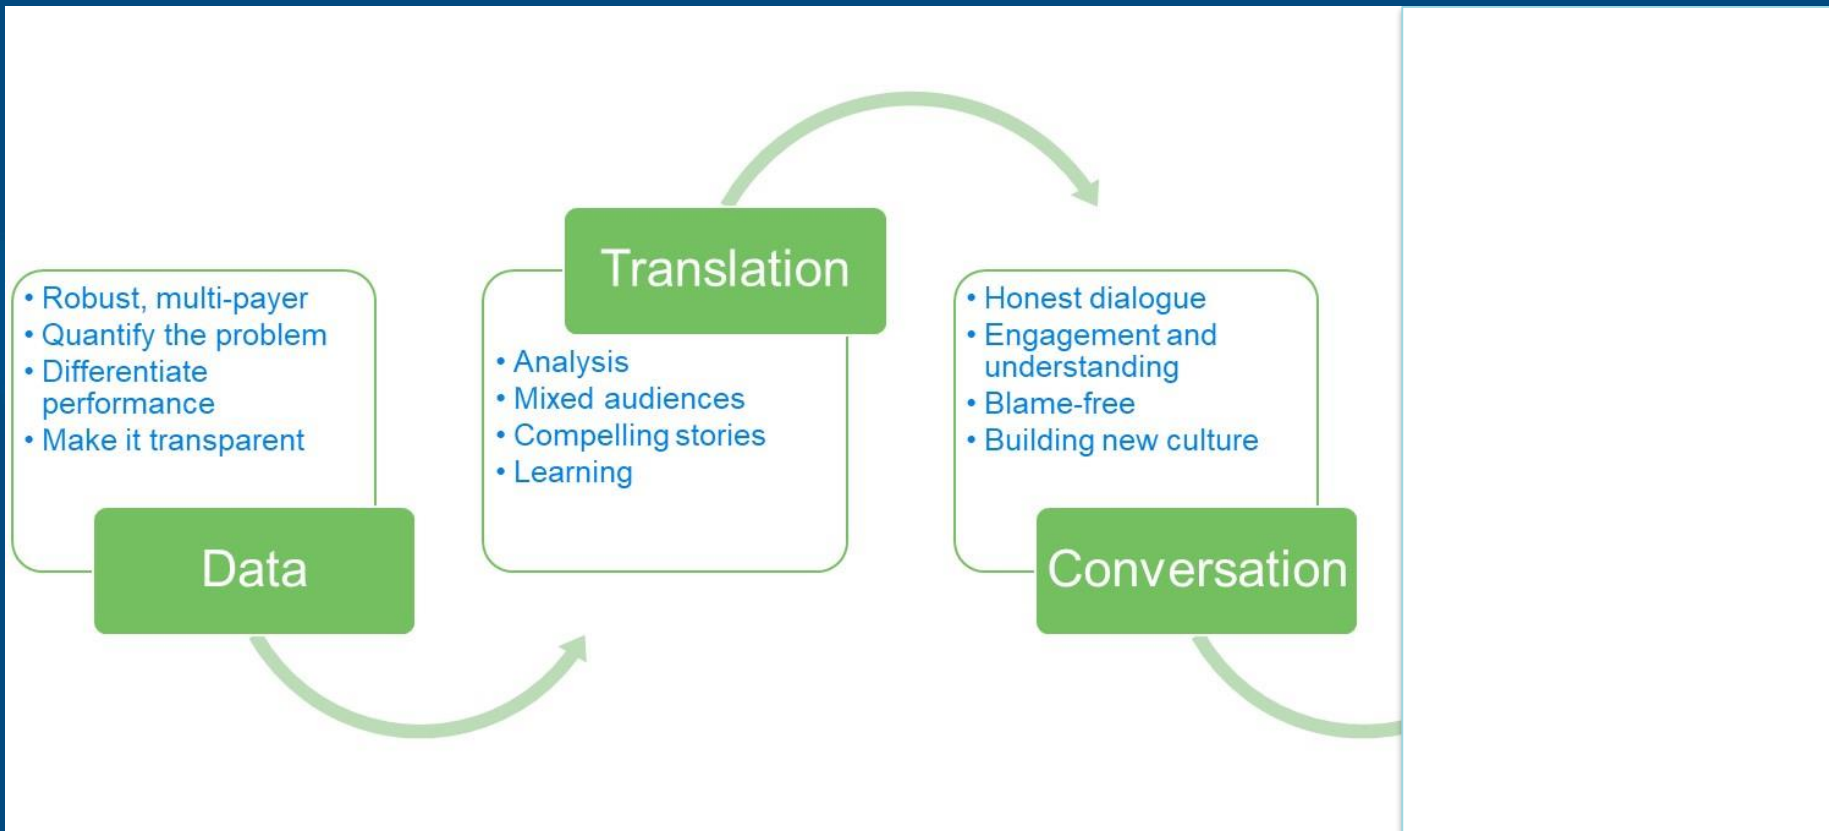 • Robust, multi-payer
• Quantify the problem
• Differentiate
performance
• Make it transparent
Data
Translation
• Analysis
• Mixed audiences
• Compelling stories
• Learning
• Honest dialogue
• Engagement and
understanding
• Blame-free
• Building new culture
Conversation